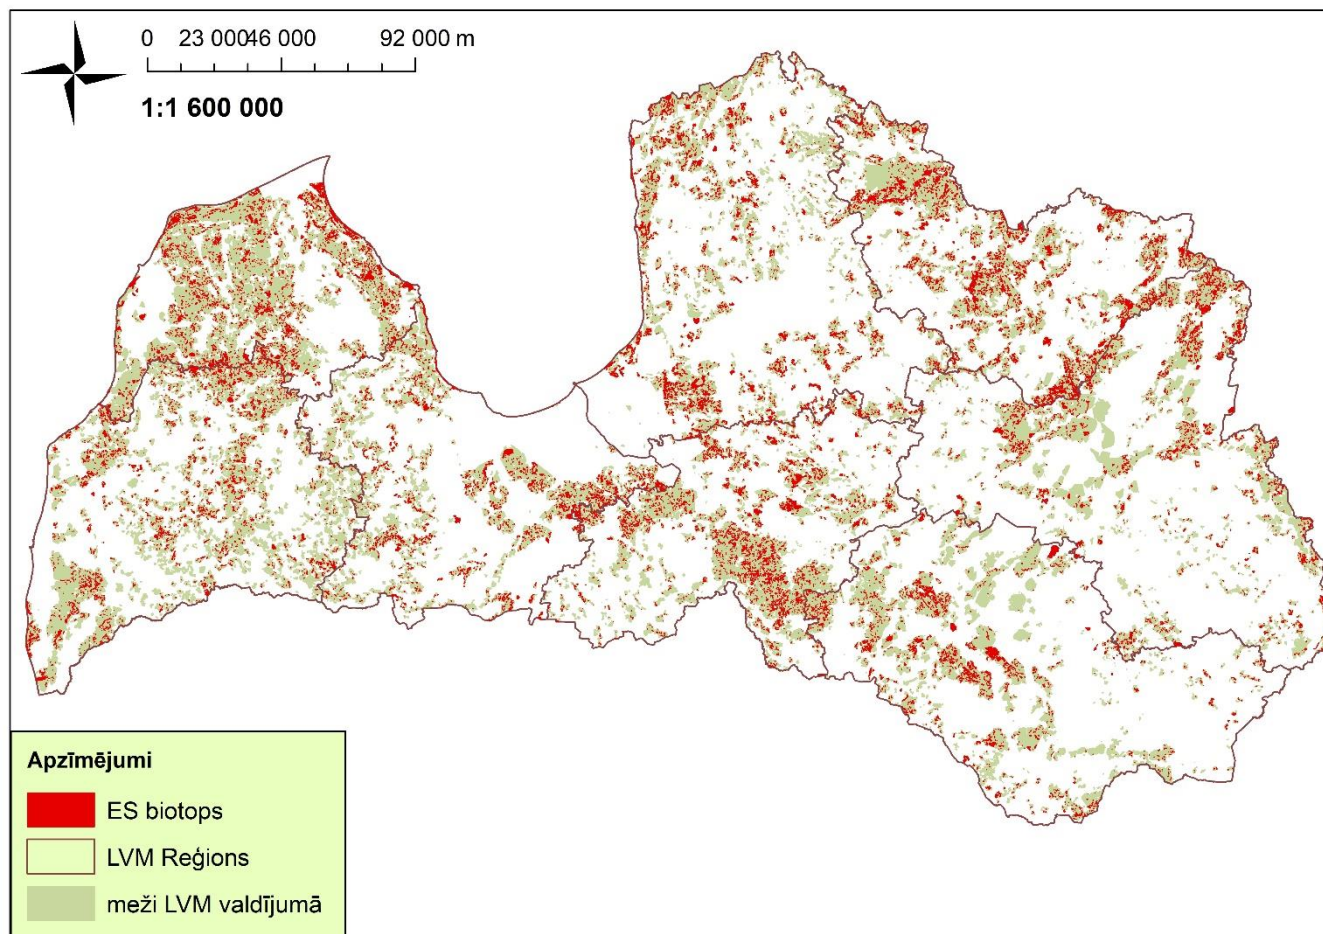 0 23 00046 000 92 000 m
1:1 600 000
Apzīmējumi
ES biotops
LVM Reģions
meži LVM valdījumā